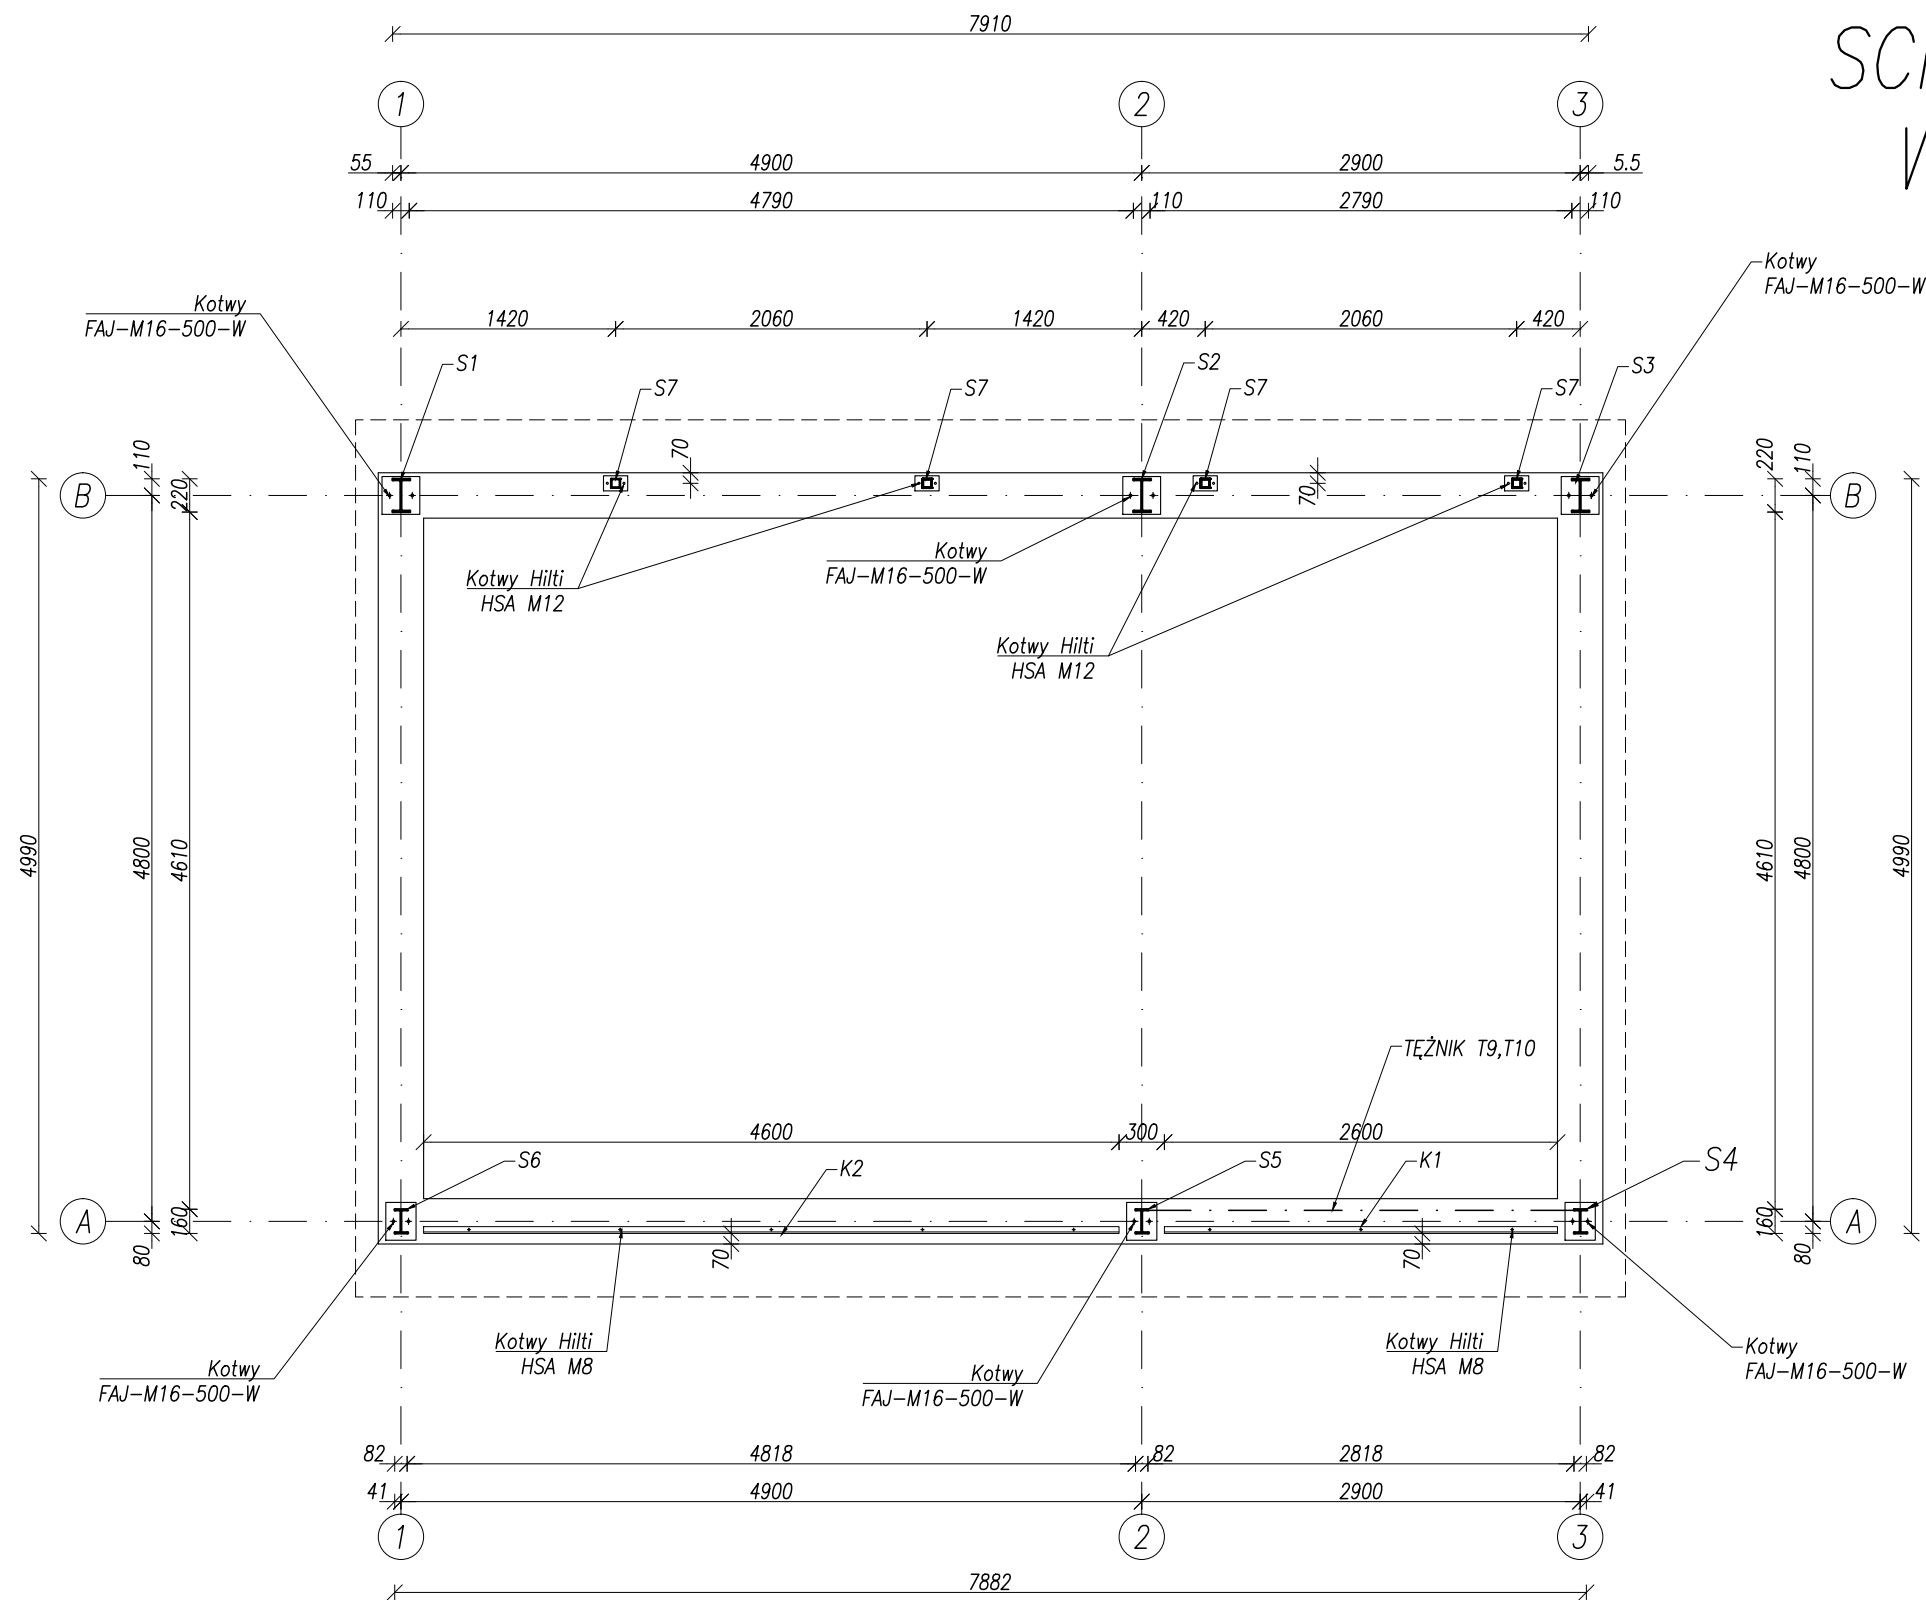 7910
SC
1
2
3
55
4900
2900
5.5
110
4790
110
2790
110
Kotwy
FAJ-M16-500-W
Kotwy
FAJ-M16-500-W
1420
2060
1420
420
2060
420
S1
S7
S7
S2
S7
S7
S3
110
220
70
70
220
110
B
B
Kotwy
FAJ-M16-500-W
Kotwy Hilti
HSA M12
Kotwy Hilti
HSA M12
4990
4800
4610
4610
4800
4990
TĘŻNIK T9,T10
4600
300
2600
S6
K2
S5
K1
S4
A
A
160
80
70
70
160
80
Kotwy Hilti
HSA M8
Kotwy Hilti
HSA M8
Kotwy
FAJ-M16-500-W
Kotwy
FAJ-M16-500-W
Kotwy
FAJ-M16-500-W
82
4818
82
2818
82
41
4900
2900
41
1
2
3
7882